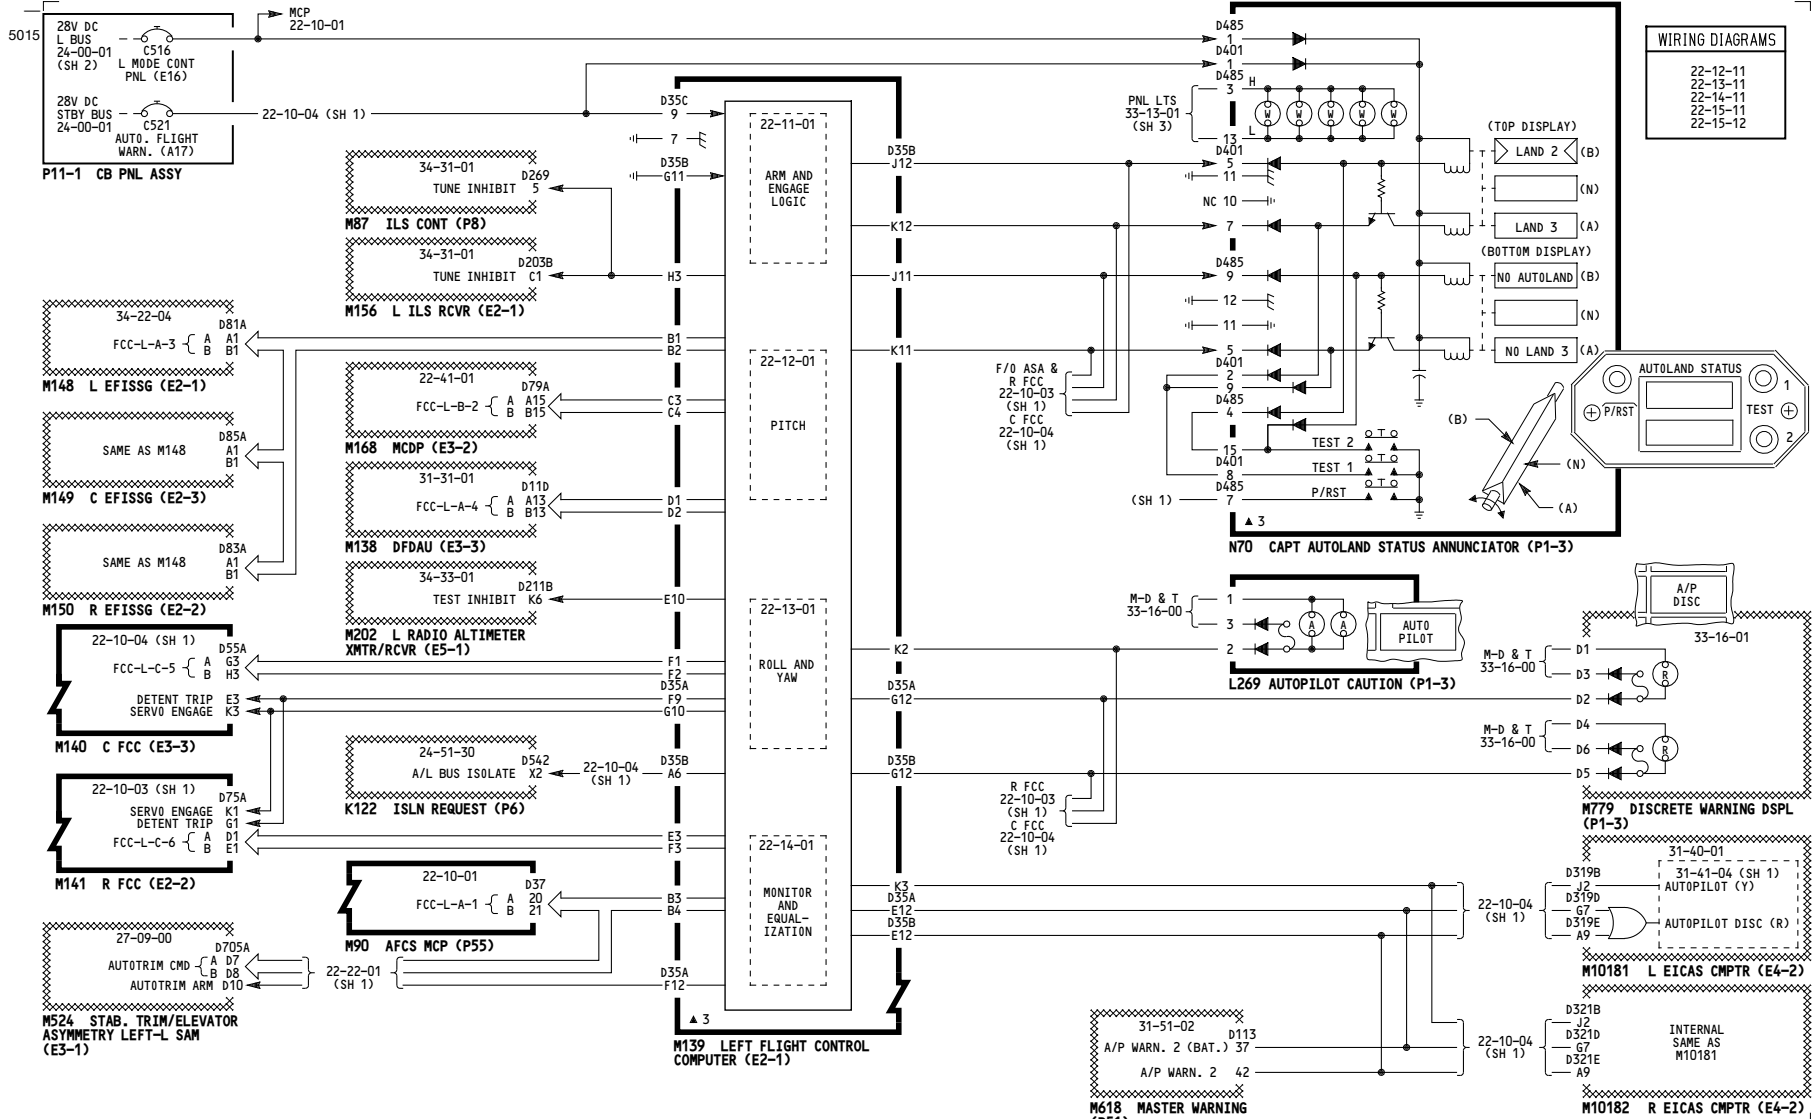 5015
28V DC
L BUS
24-00-01
(SH 2)
C516
L MODE CONT
PNL (E16)
MCP
22-10-01
28V DC
STBY BUS
24-00-01
C521
AUTO. FLIGHT
WARN. (A17)
22-10-04 (SH 1)
P11-1 CB PNL ASSY
34-31-01
D269
TUNE INHIBIT 5
M87 ILS CONT (P8)
34-31-01
D203B
TUNE INHIBIT C1
M156 L ILS RCVR (E2-1)
34-22-04
D81A
FCC-L-A-3 A A1
B B1
M148 L EFISSG (E2-1)
D85A
SAME AS M148 A1
B1
M149 C EFISSG (E2-3)
D83A
SAME AS M148 A1
B1
M150 R EFISSG (E2-2)
22-41-01
D79A
FCC-L-B-2 A A15
B B15
M168 MCDP (E3-2)
31-31-01
D11D
FCC-L-A-4 A A13
B B13
M138 DFDAU (E3-3)
34-33-01
D211B
TEST INHIBIT K6
M202 L RADIO ALTIMETER
XMTR/RCVR (E5-1)
22-10-04 (SH 1)
D55A
FCC-L-C-5 A G3
B H3
DETENT TRIP E3
SERVO ENGAGE K3
M140 C FCC (E3-3)
24-51-30
D542
A/L BUS ISOLATE X2
22-10-04
(SH 1)
K122 ISLN REQUEST (P6)
22-10-03 (SH 1)
D75A
SERVO ENGAGE K1
DETENT TRIP G1
FCC-L-C-6 A D1
B E1
M141 R FCC (E2-2)
22-10-01
D37
FCC-L-A-1 A 20
B 21
M90 AFCS MCP (P55)
27-09-00
D705A
AUTOTRIM CMD A D7
B D8
AUTOTRIM ARM D10
22-22-01
(SH 1)
M524 STAB. TRIM/ELEVATOR
ASYMMETRY LEFT-L SAM
(E3-1)
D35C
9
7
D35B
G11
H3
B1
B2
C3
C4
D1
D2
E10
F1
F2
D35A
F9
G10
D35B
A6
E3
F3
B3
B4
D35A
F12
22-11-01
ARM AND
ENGAGE
LOGIC
22-12-01
PITCH
22-13-01
ROLL AND
YAW
22-14-01
MONITOR
AND
EQUAL-
IZATION
3
M139 LEFT FLIGHT CONTROL
COMPUTER (E2-1)
D35B
J12
K12
J11
K11
K2
D35A
G12
D35B
G12
K3
D35A
E12
D35B
E12
F/O ASA &
R FCC
22-10-03
(SH 1)
C FCC
22-10-04
(SH 1)
R FCC
22-10-03
(SH 1)
C FCC
22-10-04
(SH 1)
PNL LTS
33-13-01
(SH 3)
D485
1
D401
1
D485
3 H
W W W W W
13 L
D401
5
11
NC 10
7
D485
9
12
11
5
D401
2
9
D485
4
15
D401
8
D485
(SH 1) 7
TEST 2
TEST 1
P/RST
3
(TOP DISPLAY)
LAND 2 (B)
(N)
LAND 3 (A)
(BOTTOM DISPLAY)
NO AUTOLAND (B)
(N)
NO LAND 3 (A)
N70 CAPT AUTOLAND STATUS ANNUNCIATOR (P1-3)
WIRING DIAGRAMS
22-12-11
22-13-11
22-14-11
22-15-11
22-15-12
AUTOLAND STATUS
P/RST
1
TEST
2
(B)
(N)
(A)
M-D & T
33-16-00
1
3
2
A A
AUTO
PILOT
L269 AUTOPILOT CAUTION (P1-3)
A/P
DISC
33-16-01
M-D & T
33-16-00
D1
D3
D2
R
M-D & T
33-16-00
D4
D6
D5
R
M779 DISCRETE WARNING DSPL
(P1-3)
31-40-01
31-41-04 (SH 1)
D319B
J2 AUTOPILOT (Y)
D319D
G7
D319E
A9
AUTOPILOT DISC (R)
22-10-04
(SH 1)
M10181 L EICAS CMPTR (E4-2)
D321B
J2
D321D
G7
D321E
A9
22-10-04
(SH 1)
INTERNAL
SAME AS
M10181
M10182 R EICAS CMPTR (E4-2)
31-51-02
D113
A/P WARN. 2 (BAT.) 37
A/P WARN. 2 42
M618 MASTER WARNING